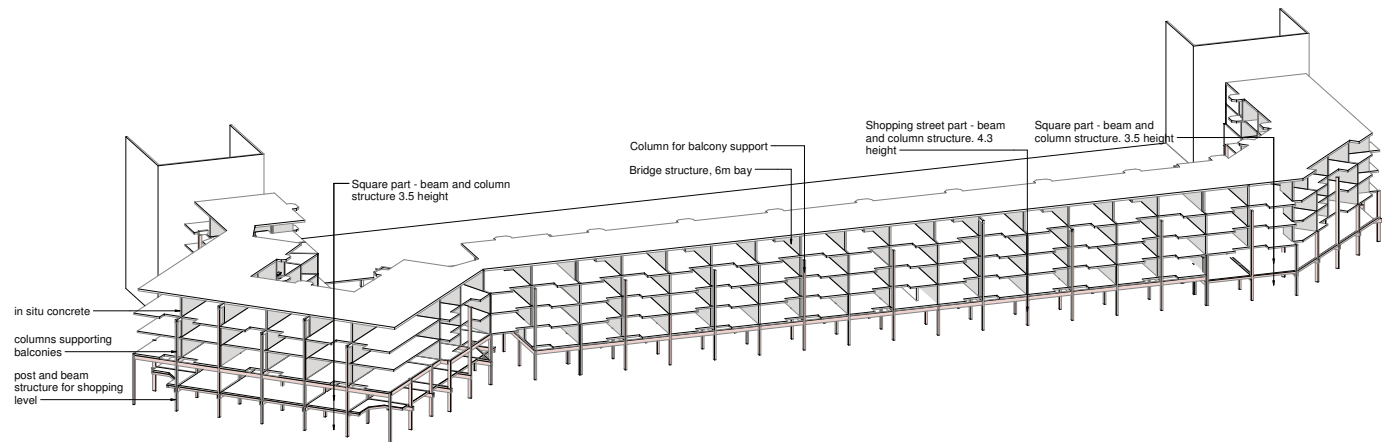 Shopping street part - beam
and column structure. 4.3
height
Square part - beam and
column structure. 3.5 height
Column for balcony support
Bridge structure, 6m bay
Square part - beam and column
structure 3.5 height
in situ concrete
columns supporting
balconies
post and beam
structure for shopping
level